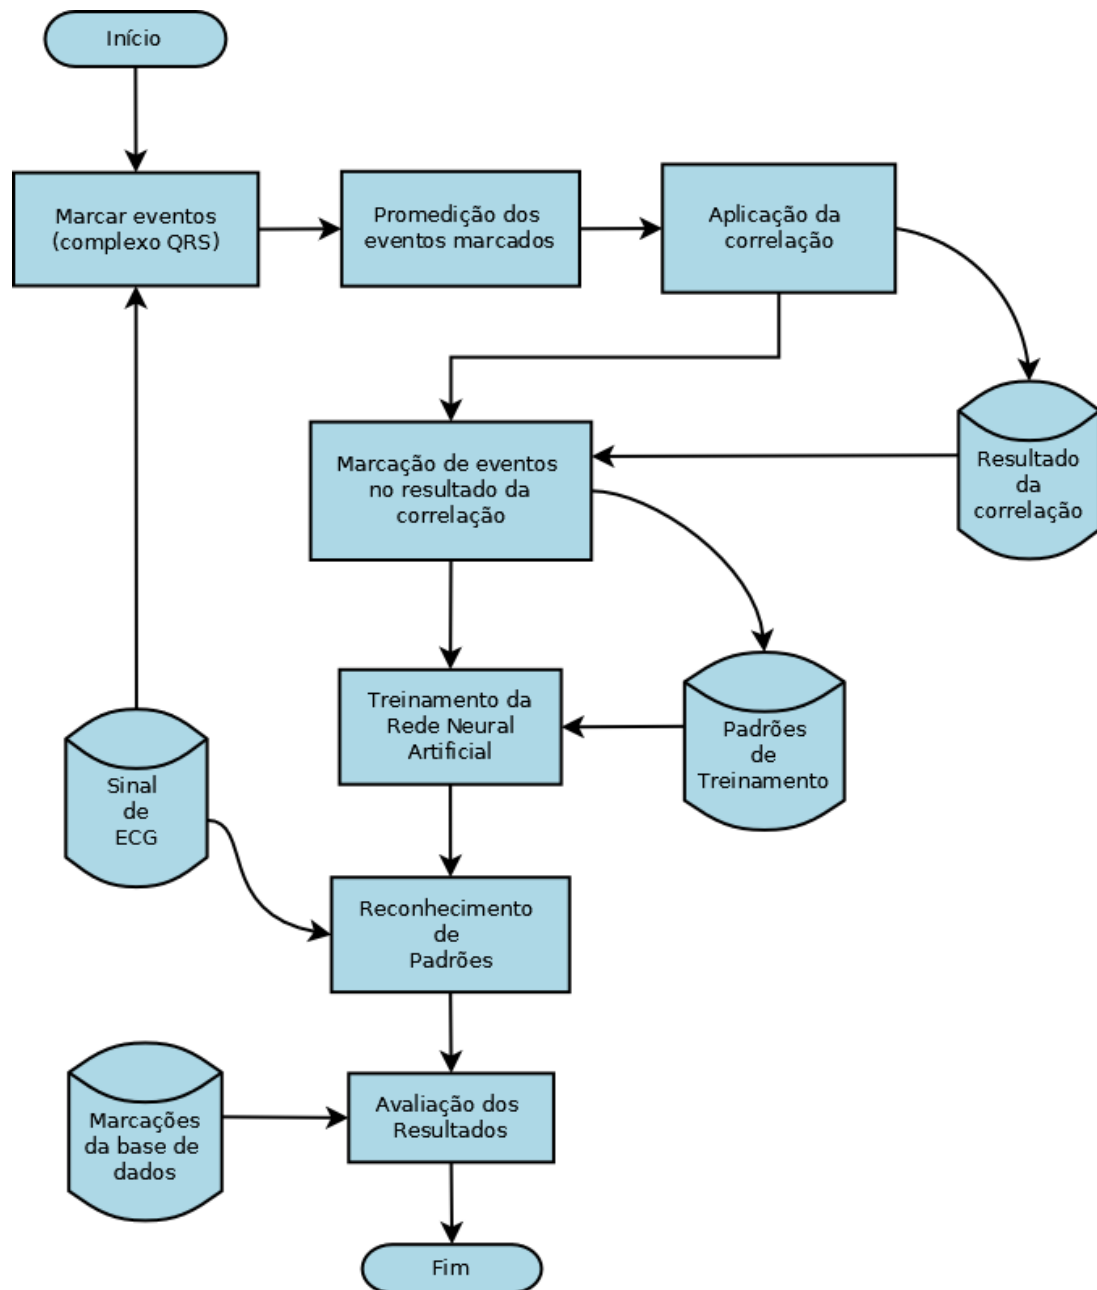 Início
Marcar eventos
(complexo QRS)
Promedição dos
eventos marcados
Aplicação da
correlação
Marcação de eventos
no resultado da
correlação
Resultado
da
correlação
Treinamento da
Rede Neural
Artificial
Padrões
de
Treinamento
Sinal
de
ECG
Reconhecimento
de
Padrões
Marcações
da base de
dados
Avaliação dos
Resultados
Fim